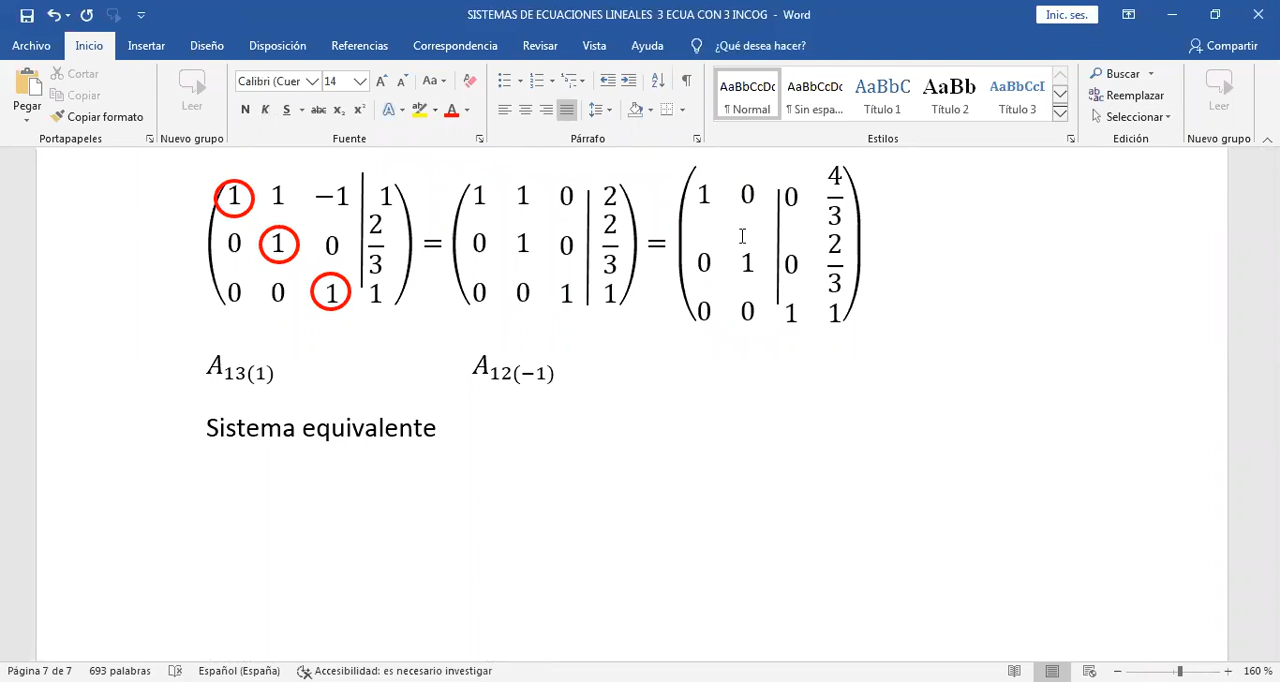 SISTEMAS DE ECUACIONES LINEALES 3 ECUA CON 3 INCOG - Word
Inic. ses.
Archivo Inicio Insertar Diseño Disposición Referencias Correspondencia Revisar Vista Ayuda ¿Qué desea hacer? Compartir
Pegar
Cortar
Copiar
Copiar formato
Portapapeles
Leer
Nuevo grupo
Calibri (Cuer 14 Aa
N K S abc x₂ x² A A
Fuente
Párrafo
AaBbCcDc AaBbCcDc AaBbCc AaBb AaBbCcI
¶ Normal ¶ Sin espa... Título 1 Título 2 Título 3
Estilos
Buscar
Reemplazar
Seleccionar
Edición
Leer
Nuevo grupo
1 1 −1 | 1
0 1 0 | 2/3
0 0 1 | 1
=
1 1 0 | 2
0 1 0 | 2/3
0 0 1 | 1
=
1 0 | 0 4/3
0 1 | 0 2/3
0 0 1 1
A₁₃₍₁₎ A₁₂₍₋₁₎
Sistema equivalente
Página 7 de 7 693 palabras Español (España) Accesibilidad: es necesario investigar 160 %